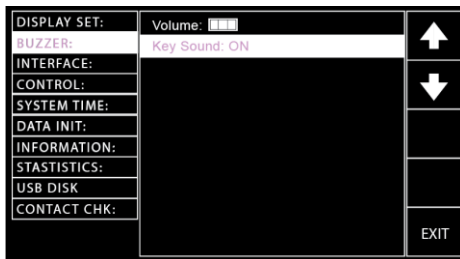 DISPLAY SET:
BUZZER:
INTERFACE:
CONTROL:
SYSTEM TIME:
DATA INIT:
INFORMATION:
STASTISTICS:
USB DISK
CONTACT CHK:
Volume:
Key Sound: ON
EXIT